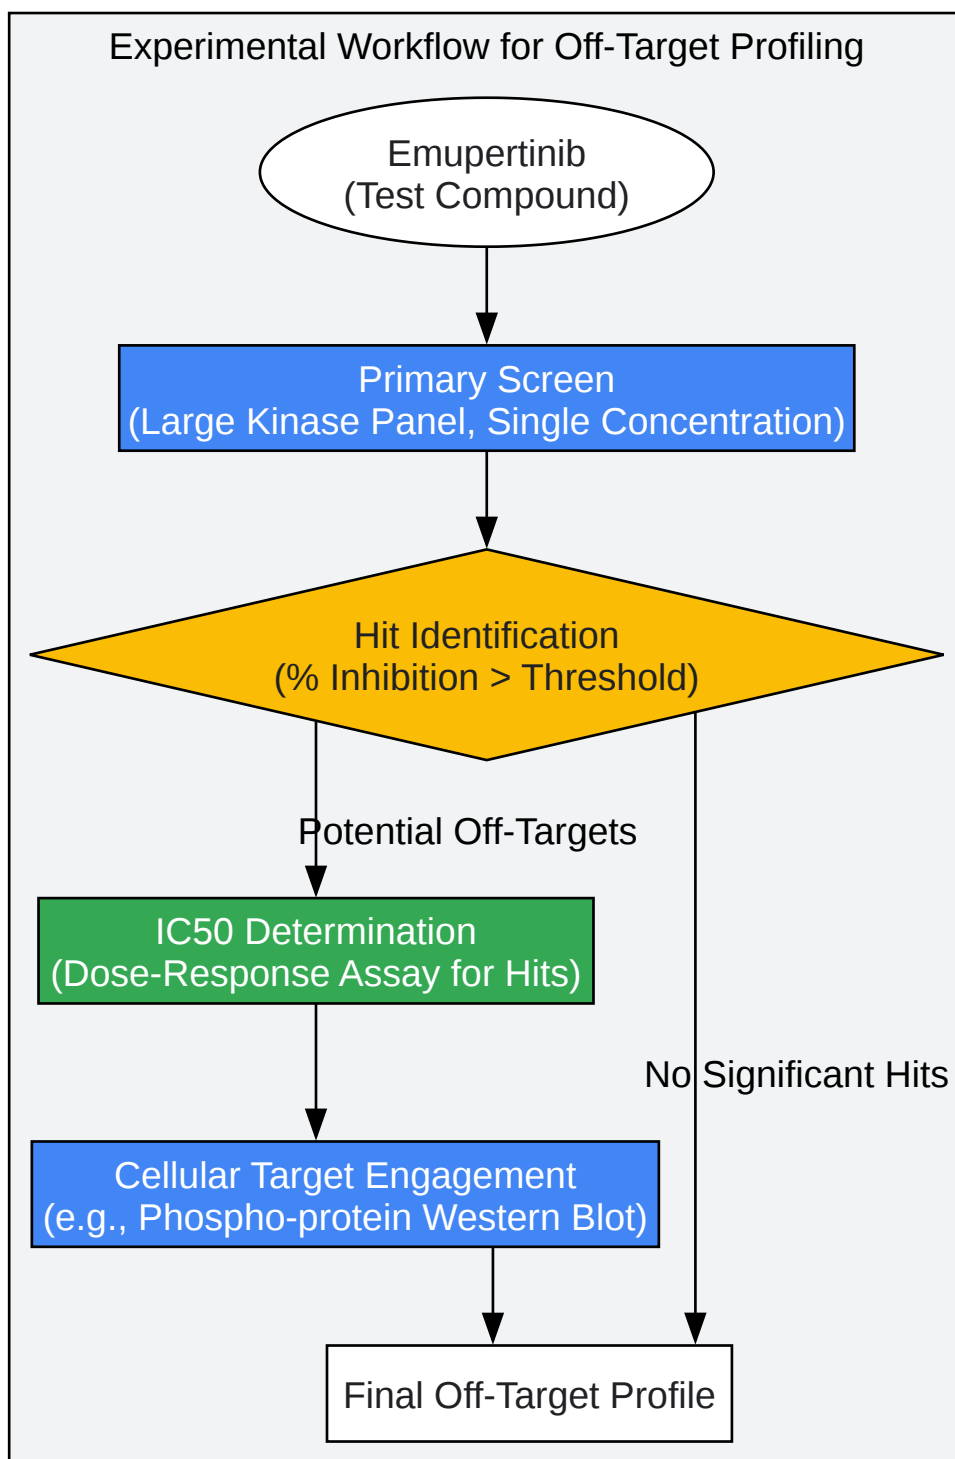 Experimental Workflow for Off-Target Profiling
Emupertinib
(Test Compound)
Primary Screen
(Large Kinase Panel, Single Concentration)
Hit Identification
(% Inhibition > Threshold)
Potential Off-Targets
IC50 Determination
(Dose-Response Assay for Hits)
No Significant Hits
Cellular Target Engagement
(e.g., Phospho-protein Western Blot)
Final Off-Target Profile